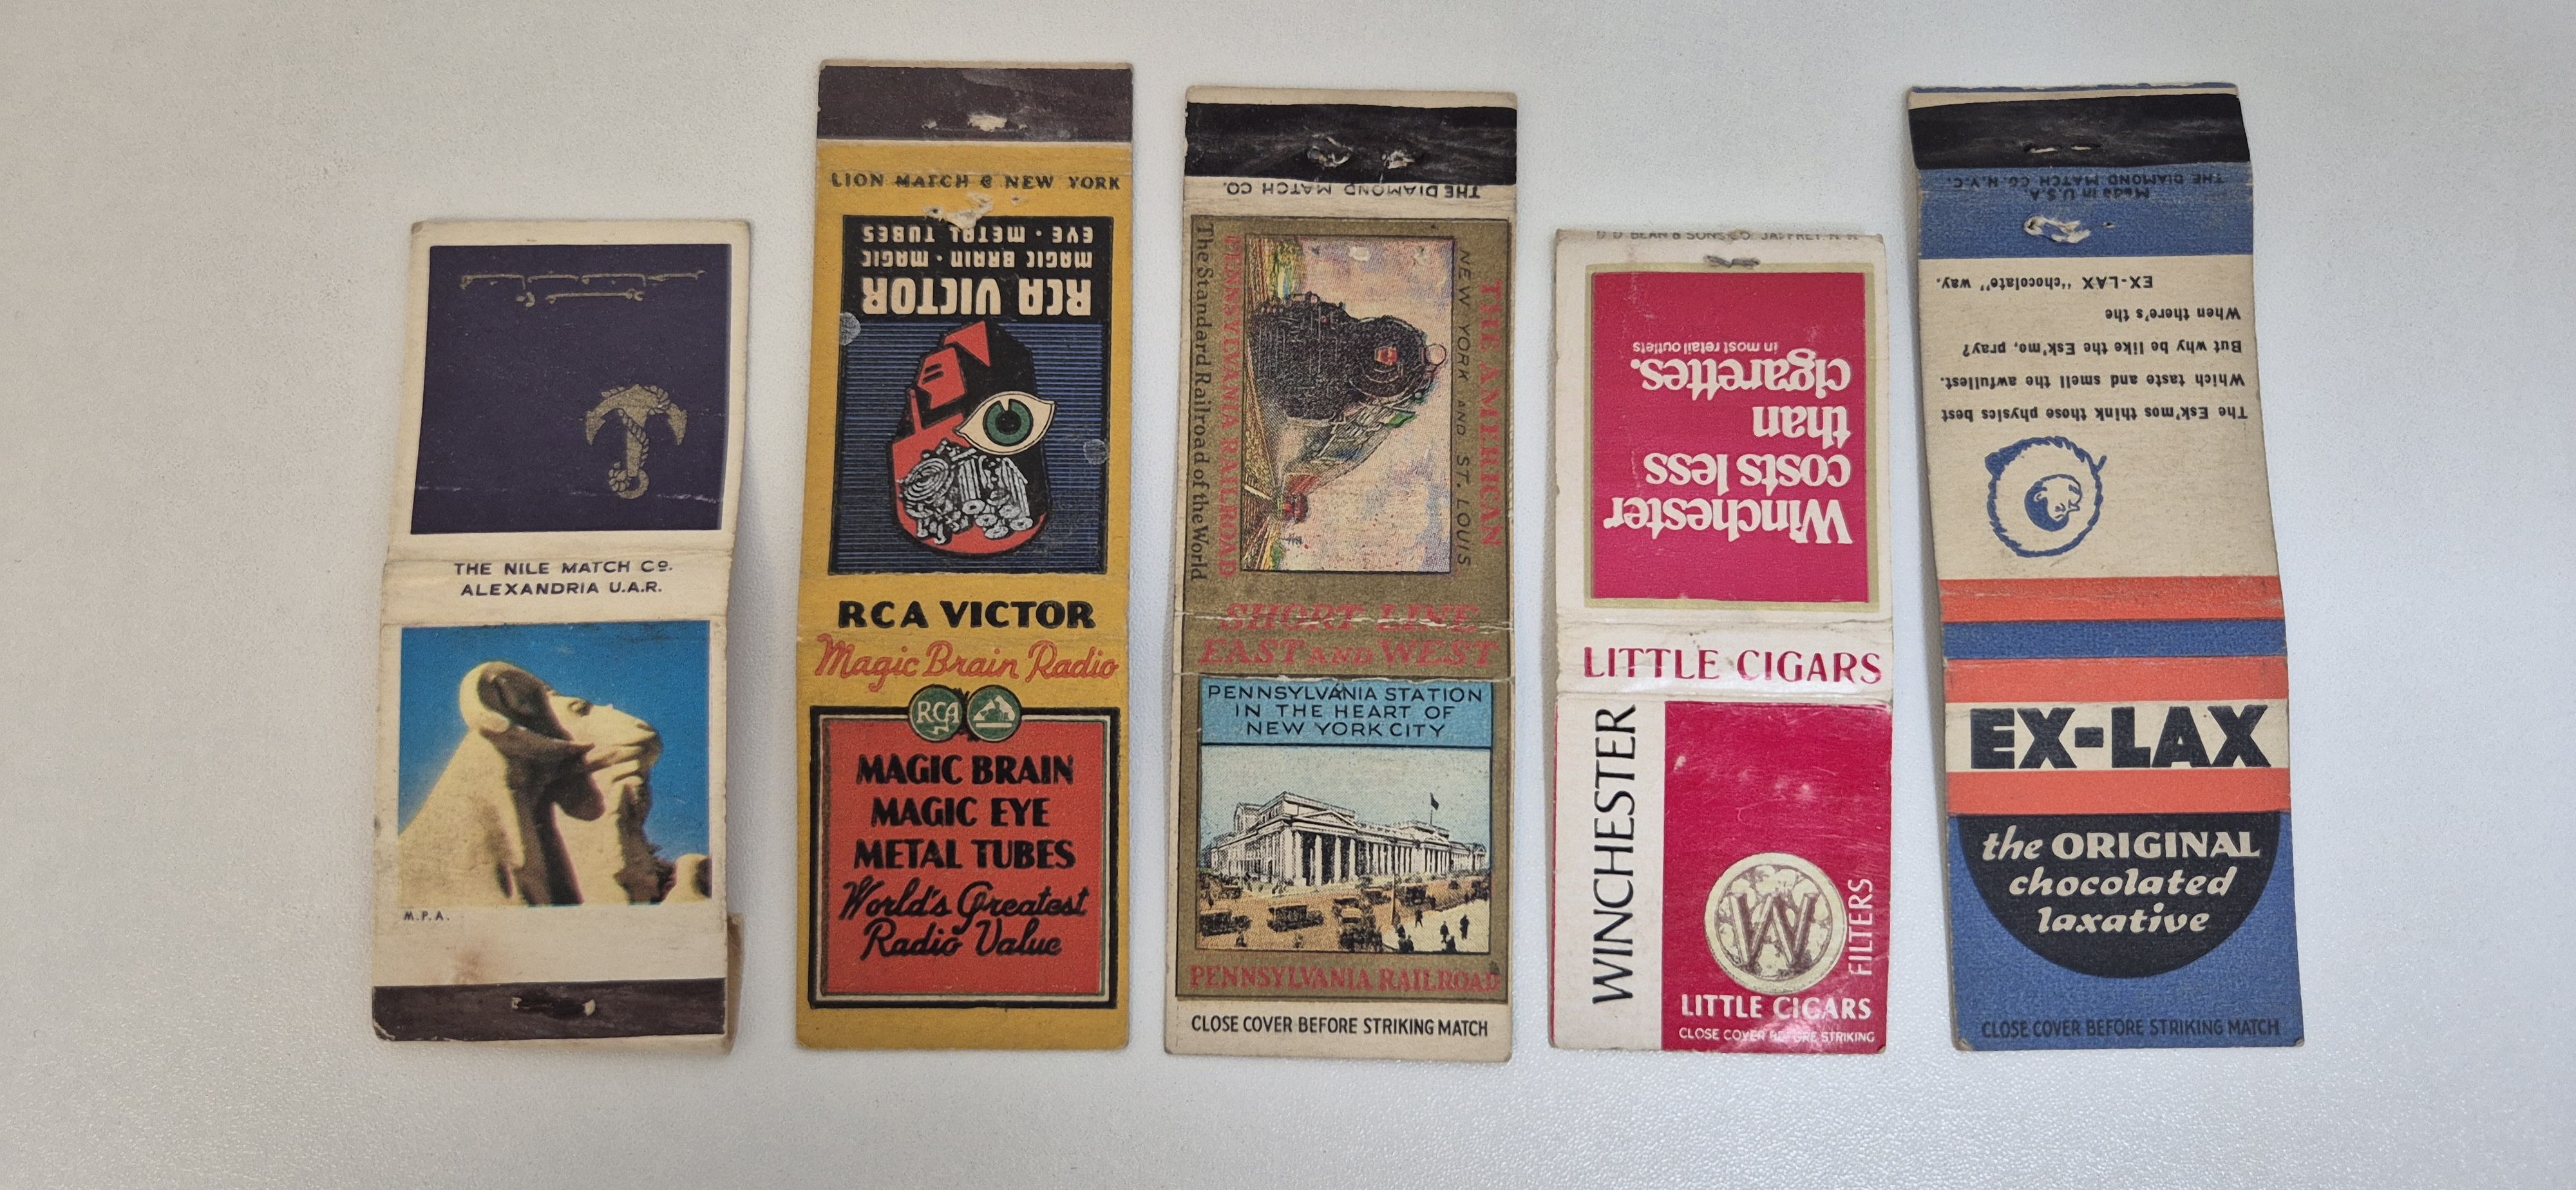 THE NILE MATCH Co.
ALEXANDRIA U.A.R.
M.P.A.
LION MATCH Co NEW YORK
RCA VICTOR
MAGIC BRAIN · MAGIC
EYE · METAL TUBES
RCA VICTOR
Magic Brain Radio
RCA
MAGIC BRAIN
MAGIC EYE
METAL TUBES
World's Greatest
Radio Value
THE DIAMOND MATCH CO.
THE AMERICAN
NEW YORK AND ST. LOUIS
PENNSYLVANIA RAILROAD
The Standard Railroad of the World
SHORT LINE
EAST AND WEST
PENNSYLVANIA STATION
IN THE HEART OF
NEW YORK CITY
PENNSYLVANIA RAILROAD
CLOSE COVER BEFORE STRIKING MATCH
D. D. BEAN & SONS CO. JAFFREY, N. H.
Winchester
costs less
than
cigarettes.
in most retail outlets
LITTLE CIGARS
WINCHESTER
W
FILTERS
LITTLE CIGARS
CLOSE COVER BEFORE STRIKING
Made in U.S.A.
THE DIAMOND MATCH CO. N.Y.C.
The Esk'mos think those physics best
Which taste and smell the awfullest.
But why be like the Esk'mo, pray?
When there's the
EX-LAX "chocolate" way.
EX-LAX
the ORIGINAL
chocolated
laxative
CLOSE COVER BEFORE STRIKING MATCH